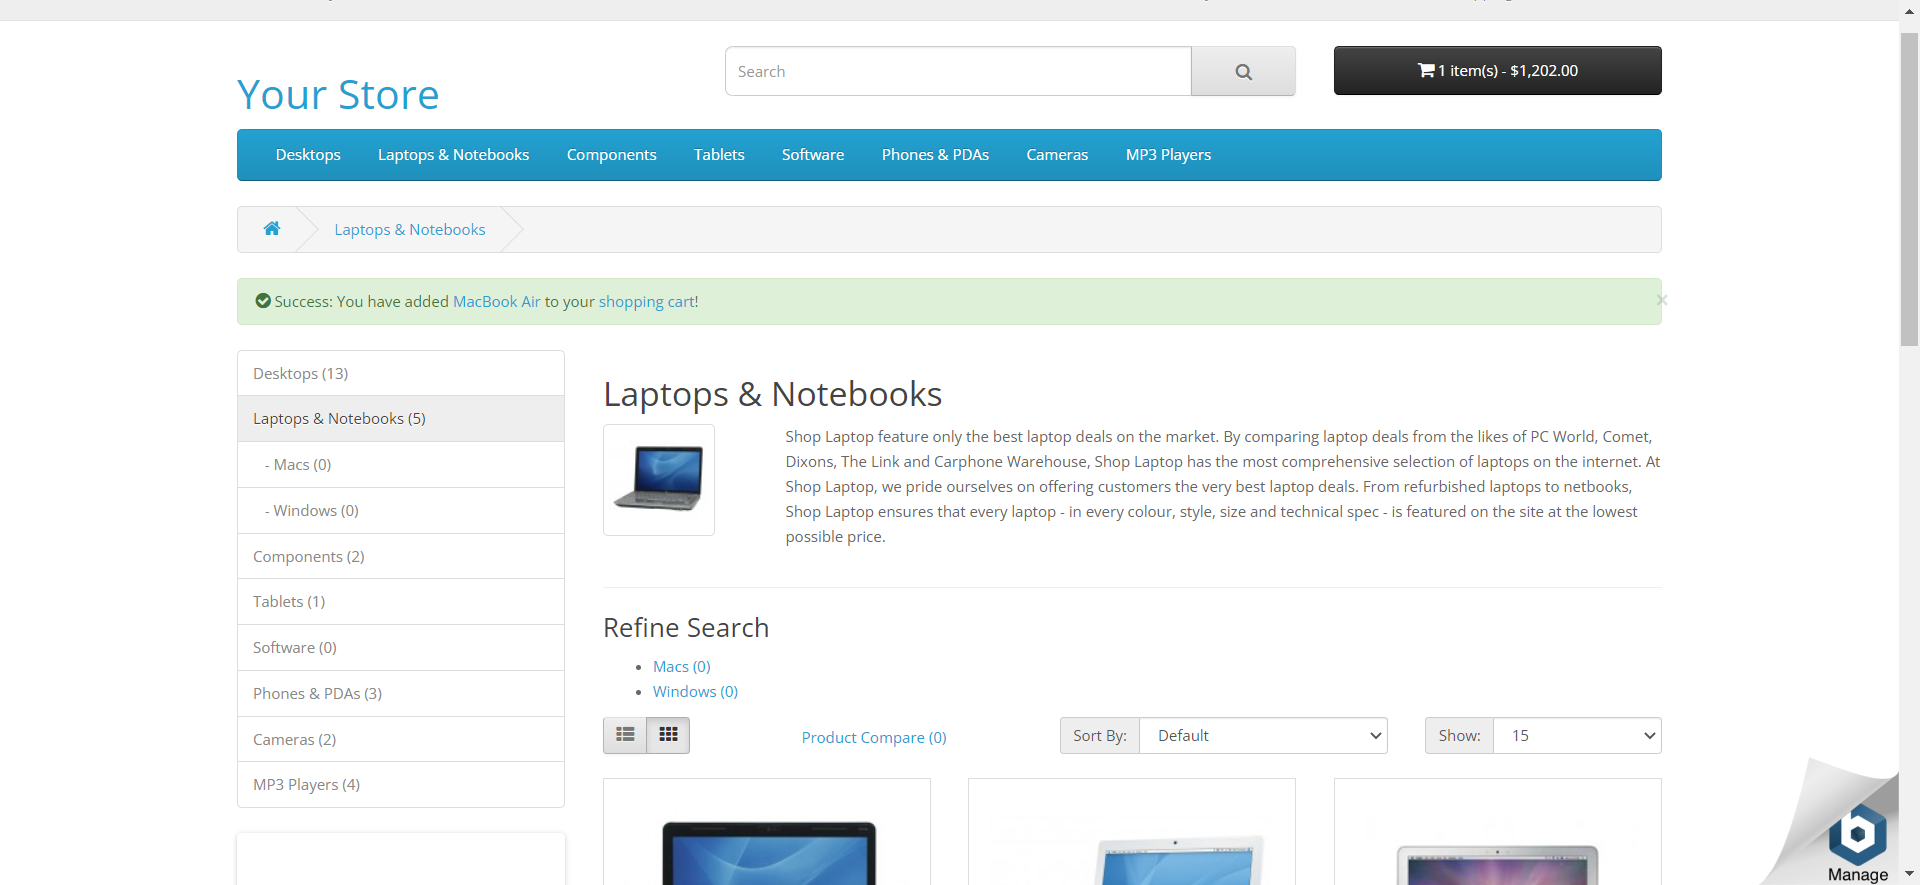 Search
1 item(s) - $1,202.00
Your Store
Desktops
Laptops & Notebooks
Components
Tablets
Software
Phones & PDAs
Cameras
MP3 Players
Laptops & Notebooks
Success: You have added MacBook Air to your shopping cart!
×
Desktops (13)
Laptops & Notebooks (5)
- Macs (0)
- Windows (0)
Components (2)
Tablets (1)
Software (0)
Phones & PDAs (3)
Cameras (2)
MP3 Players (4)
Laptops & Notebooks
Shop Laptop feature only the best laptop deals on the market. By comparing laptop deals from the likes of PC World, Comet,
Dixons, The Link and Carphone Warehouse, Shop Laptop has the most comprehensive selection of laptops on the internet. At
Shop Laptop, we pride ourselves on offering customers the very best laptop deals. From refurbished laptops to netbooks,
Shop Laptop ensures that every laptop - in every colour, style, size and technical spec - is featured on the site at the lowest
possible price.
Refine Search
Macs (0)
Windows (0)
Product Compare (0)
Sort By:
Default
Show:
15
Manage